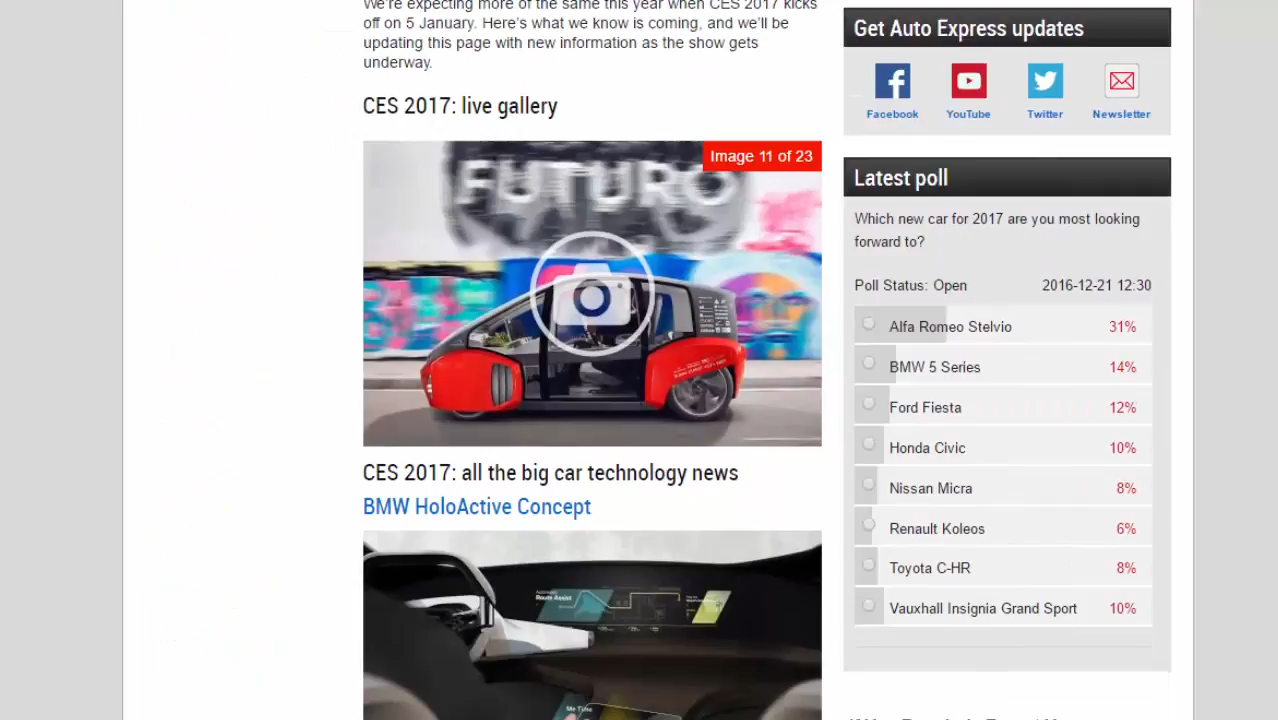 We're expecting more of the same this year when CES 2017 kicks
off on 5 January. Here's what we know is coming, and we'll be
updating this page with new information as the show gets
underway.
CES 2017: live gallery
Image 11 of 23
FUTURO
CES 2017: all the big car technology news
BMW HoloActive Concept
Route Assist
Me Time
Get Auto Express updates
Facebook
YouTube
Twitter
Newsletter
Latest poll
Which new car for 2017 are you most looking
forward to?
Poll Status: Open 2016-12-21 12:30
Alfa Romeo Stelvio 31%
BMW 5 Series 14%
Ford Fiesta 12%
Honda Civic 10%
Nissan Micra 8%
Renault Koleos 6%
Toyota C-HR 8%
Vauxhall Insignia Grand Sport 10%